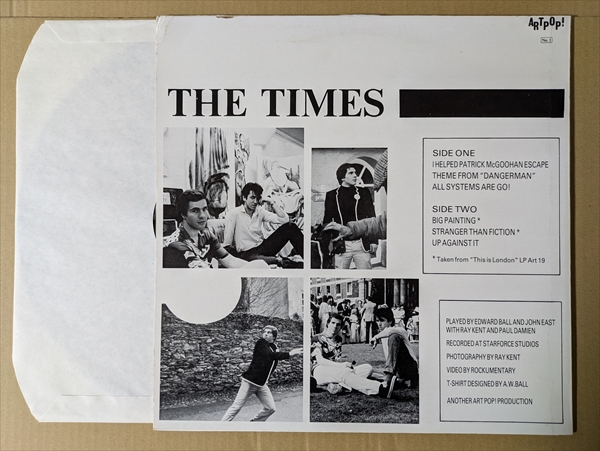 ARTPOP!
No. 1
THE TIMES
SIDE ONE
I HELPED PATRICK McGOOHAN ESCAPE
THEME FROM "DANGERMAN"
ALL SYSTEMS ARE GO!
SIDE TWO
BIG PAINTING *
STRANGER THAN FICTION *
UP AGAINST IT
* Taken from "This is London" LP Art 19
PLAYED BY EDWARD BALL AND JOHN EAST
WITH RAY KENT AND PAUL DAMIEN
RECORDED AT STARFORCE STUDIOS
PHOTOGRAPHY BY RAY KENT
VIDEO BY ROCKUMENTARY
T-SHIRT DESIGNED BY A.W. BALL
ANOTHER ART POP! PRODUCTION